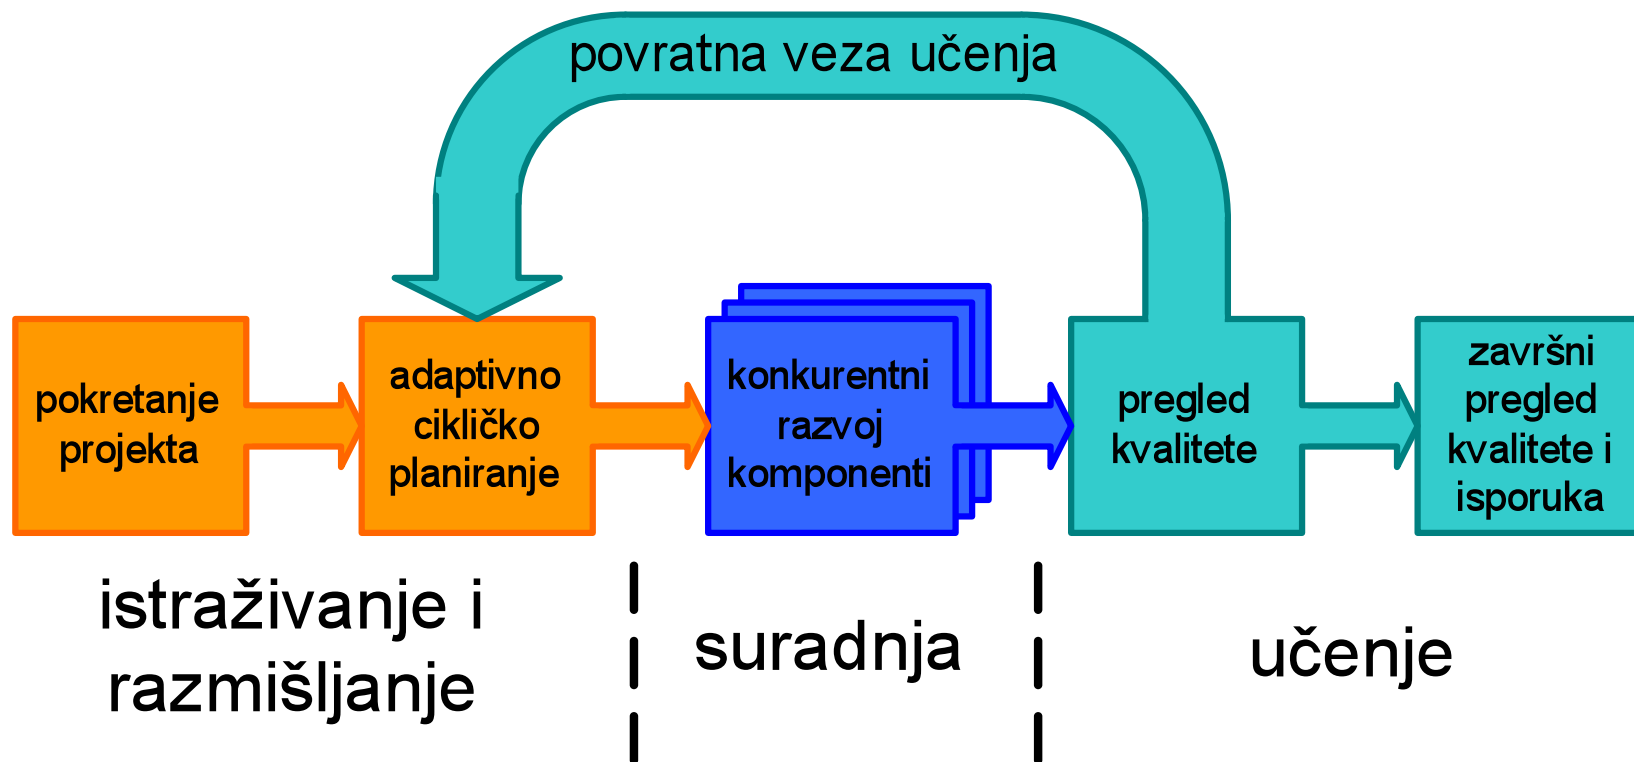 povratna veza učenja
pokretanje
projekta
adaptivno
cikličko
planiranje
konkurentni
razvoj
komponenti
pregled
kvalitete
završni
pregled
kvalitete i
isporuka
istraživanje i
razmišljanje
suradnja
učenje